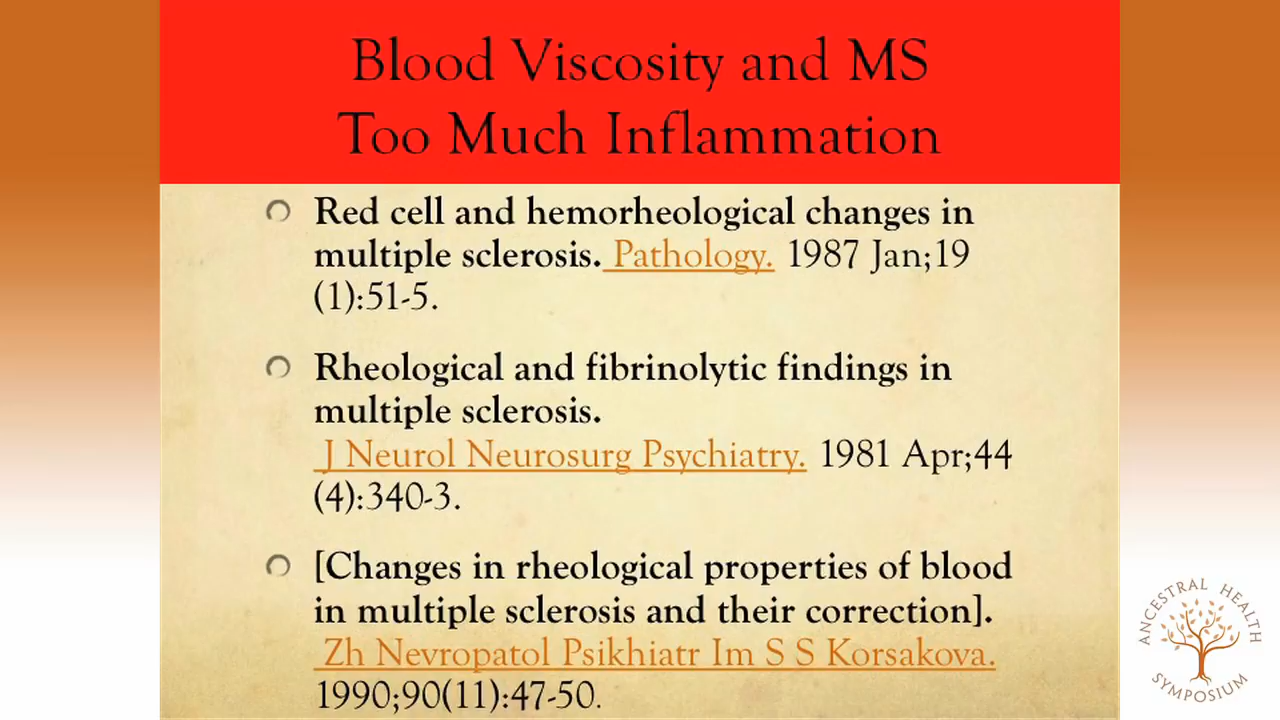 Blood Viscosity and MS
Too Much Inflammation
Red cell and hemorheological changes in
multiple sclerosis. Pathology. 1987 Jan;19
(1):51-5.
Rheological and fibrinolytic findings in
multiple sclerosis.
J Neurol Neurosurg Psychiatry. 1981 Apr;44
(4):340-3.
[Changes in rheological properties of blood
in multiple sclerosis and their correction].
Zh Nevropatol Psikhiatr Im S S Korsakova.
1990;90(11):47-50.
ANCESTRAL HEALTH
SYMPOSIUM